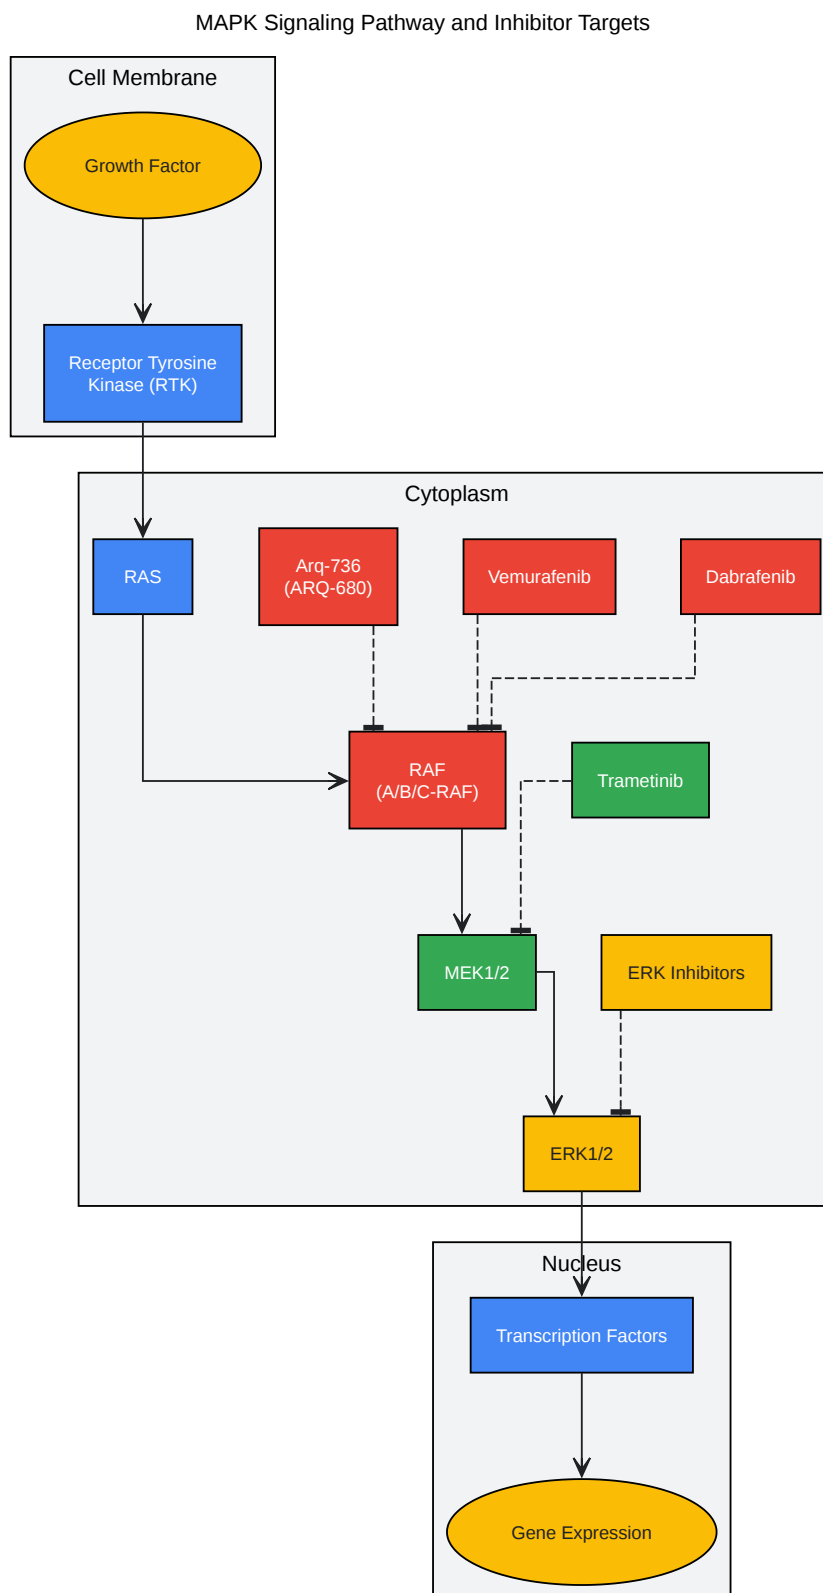 MAPK Signaling Pathway and Inhibitor Targets
Cell Membrane
Growth Factor
Receptor Tyrosine
Kinase (RTK)
Cytoplasm
RAS
Arq-736
(ARQ-680)
Vemurafenib
Dabrafenib
RAF
(A/B/C-RAF)
Trametinib
MEK1/2
ERK Inhibitors
ERK1/2
Nucleus
Transcription Factors
Gene Expression